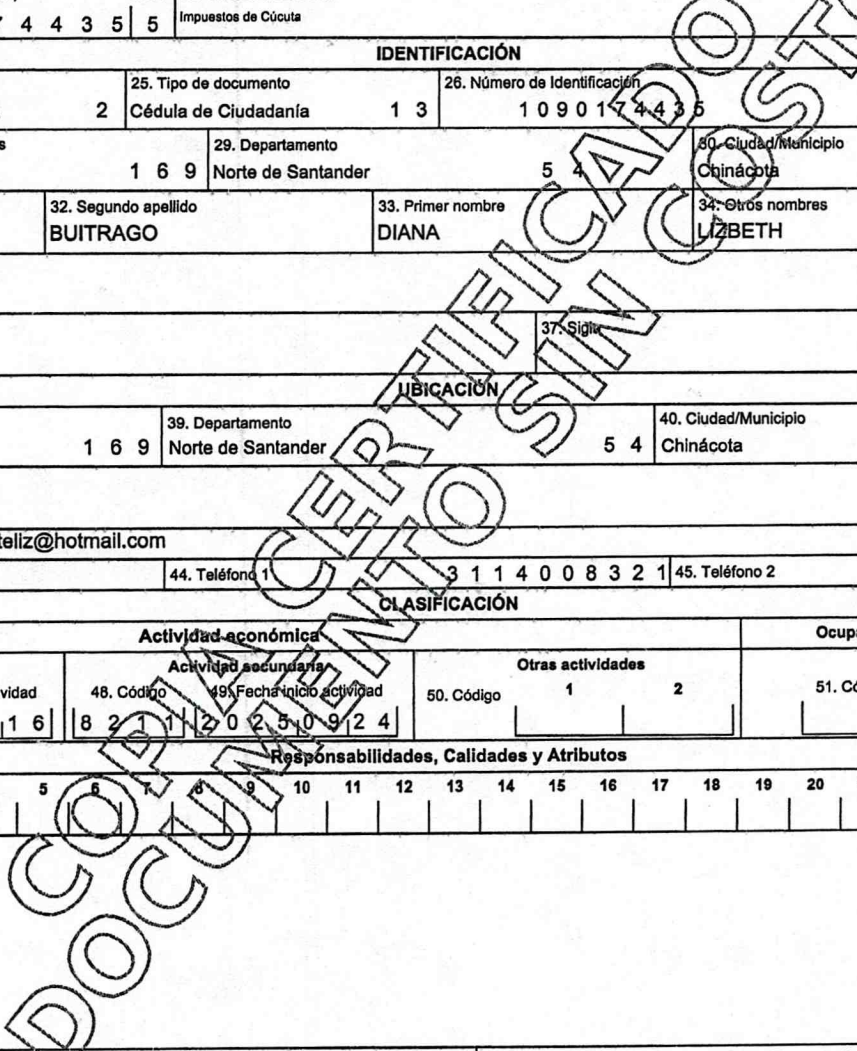 7 4 4 3 5 5 Impuestos de Cúcuta
IDENTIFICACIÓN
25. Tipo de documento 26. Número de Identificación
2 Cédula de Ciudadanía 1 3 1 0 9 0 1 7 4 4 3 5
s 29. Departamento 30. Ciudad/Municipio
1 6 9 Norte de Santander 5 4 Chinácota
32. Segundo apellido 33. Primer nombre 34. Otros nombres
BUITRAGO DIANA LIZBETH
37. Sigla
UBICACIÓN
39. Departamento 40. Ciudad/Municipio
1 6 9 Norte de Santander 5 4 Chinácota
teliz@hotmail.com
44. Teléfono 1 3 1 1 4 0 0 8 3 2 1 45. Teléfono 2
CLASIFICACIÓN
Actividad económica Ocupa
Actividad secundaria Otras actividades
vidad 48. Código 49. Fecha inicio actividad 50. Código 1 2 51. Có
1 6 8 2 1 1 2 0 2 5 0 9 2 4
Responsabilidades, Calidades y Atributos
5 6 7 8 9 10 11 12 13 14 15 16 17 18 19 20
COPIA CERTIFICADO
DOCUMENTO SIN COSTO